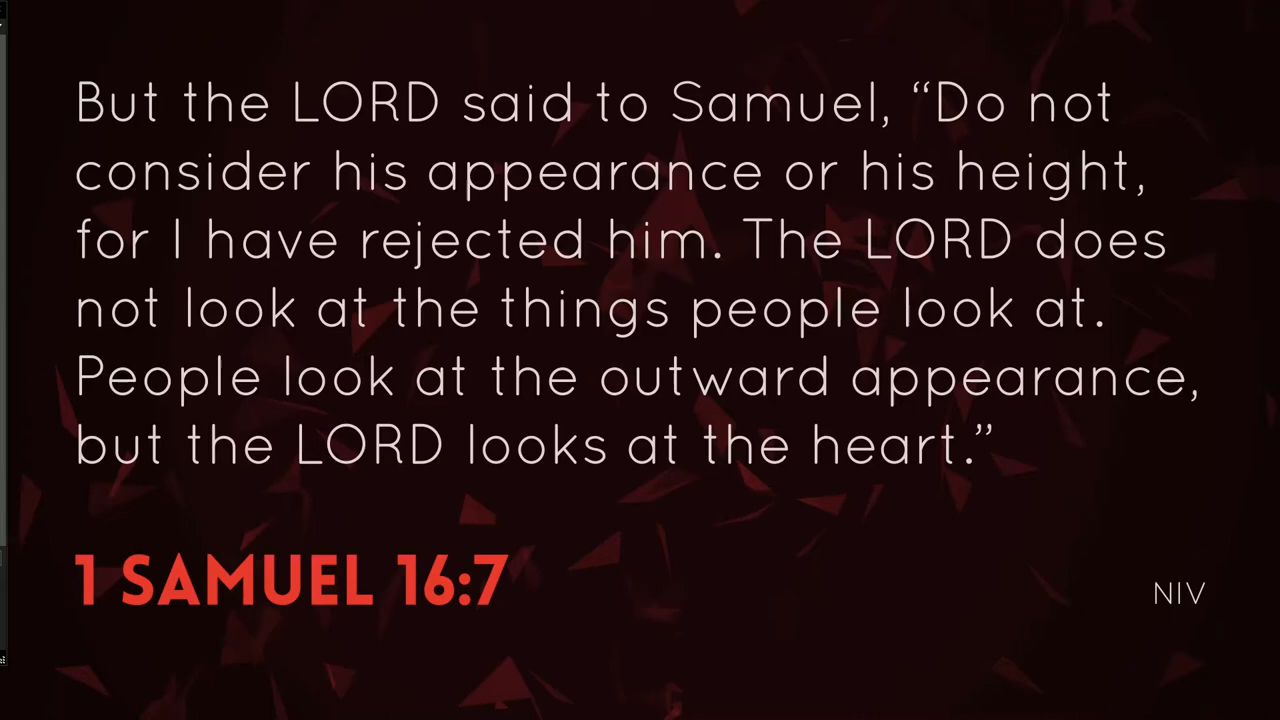 But the LORD said to Samuel, “Do not
consider his appearance or his height,
for I have rejected him. The LORD does
not look at the things people look at.
People look at the outward appearance,
but the LORD looks at the heart.”
1 SAMUEL 16:7
NIV